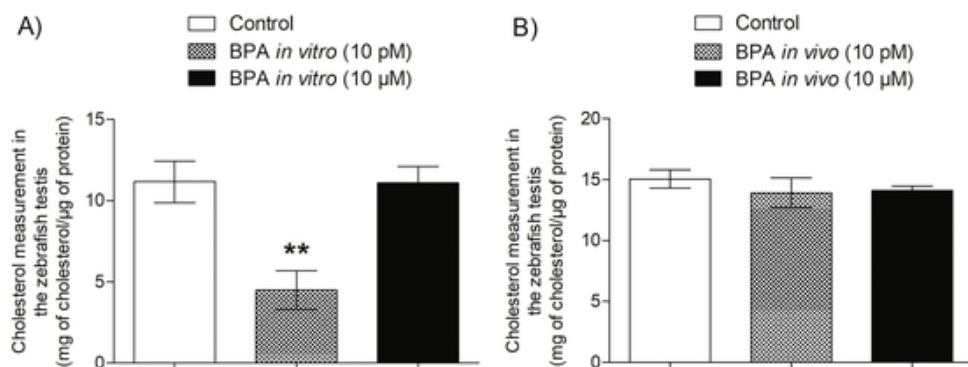 A)
Control
BPA in vitro (10 pM)
BPA in vitro (10 µM)
Cholesterol measurement in
the zebrafish testis
(mg of cholesterol/µg of protein)
15
10
5
0
**
B)
Control
BPA in vivo (10 pM)
BPA in vivo (10 µM)
Cholesterol measurement in
the zebrafish testis
(mg of cholesterol/µg of protein)
20
15
10
5
0